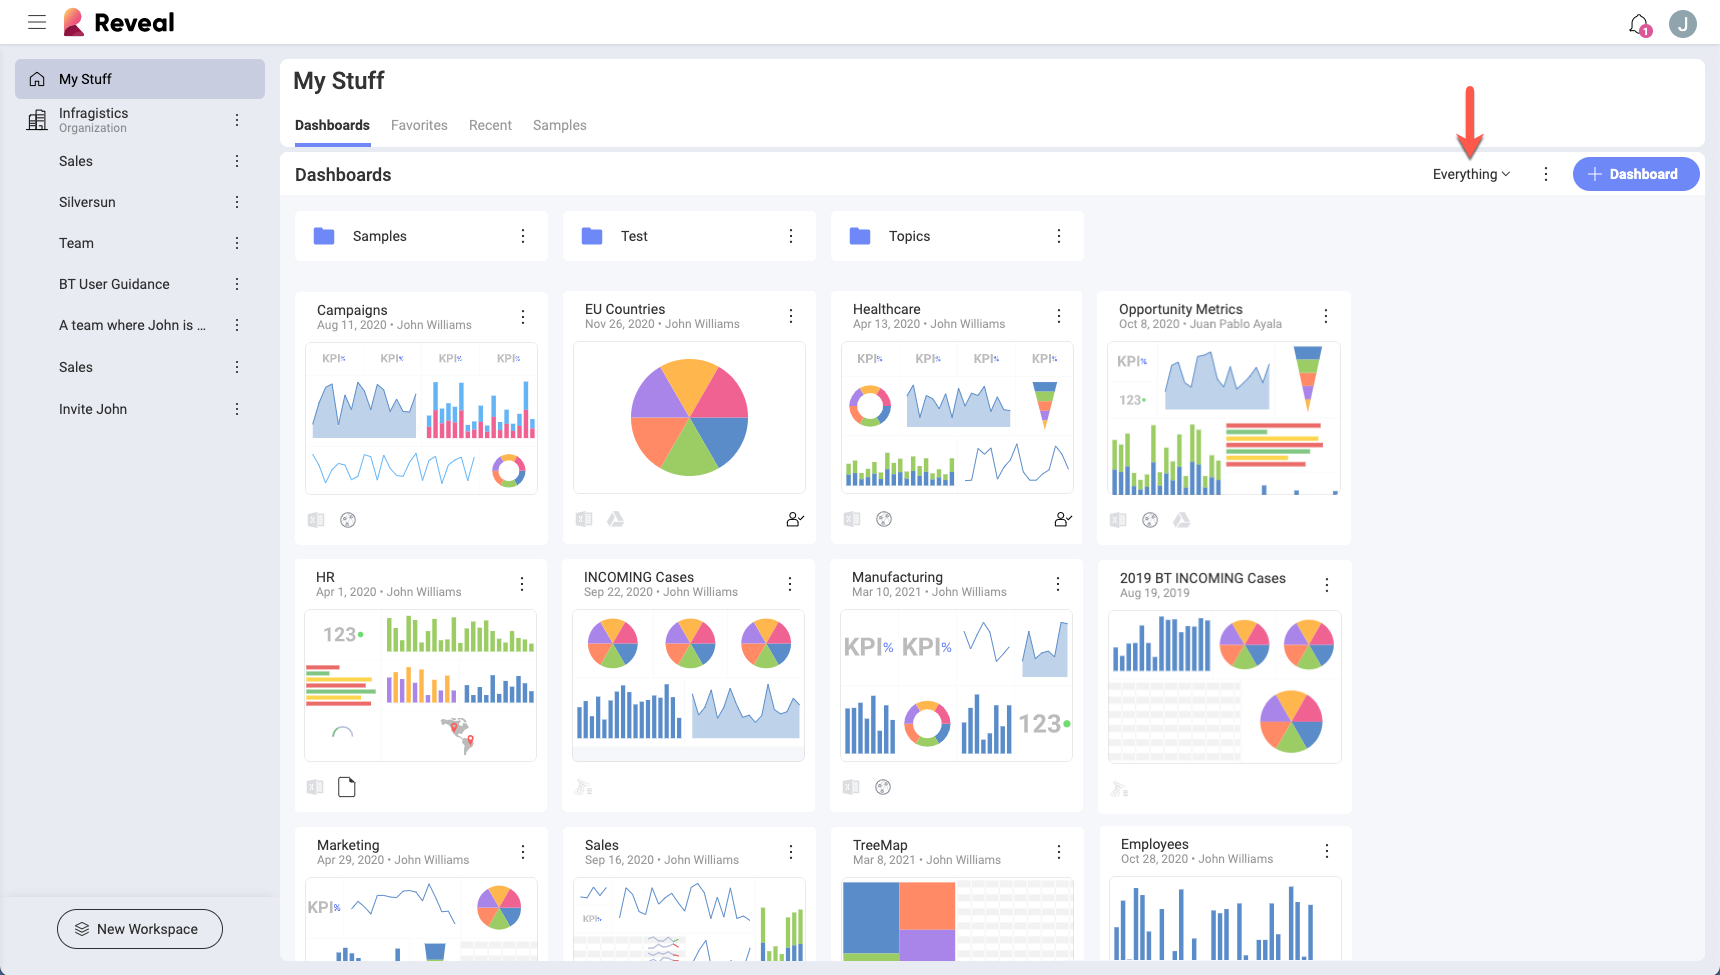 Reveal
1
J
My Stuff
Infragistics
Organization
Sales
Silversun
Team
BT User Guidance
A team where John is ...
Sales
Invite John
New Workspace
My Stuff
Dashboards Favorites Recent Samples
Dashboards
Everything
Dashboard
Samples
Test
Topics
Campaigns
Aug 11, 2020 • John Williams
KPI% KPI% KPI% KPI%
EU Countries
Nov 26, 2020 • John Williams
Healthcare
Apr 13, 2020 • John Williams
KPI% KPI% KPI% KPI%
Opportunity Metrics
Oct 8, 2020 • Juan Pablo Ayala
KPI%
123
HR
Apr 1, 2020 • John Williams
123
INCOMING Cases
Sep 22, 2020 • John Williams
Manufacturing
Mar 10, 2021 • John Williams
KPI% KPI%
123
2019 BT INCOMING Cases
Aug 19, 2019
Marketing
Apr 29, 2020 • John Williams
KPI%
Sales
Sep 16, 2020 • John Williams
KPI%
TreeMap
Mar 8, 2021 • John Williams
Employees
Oct 28, 2020 • John Williams